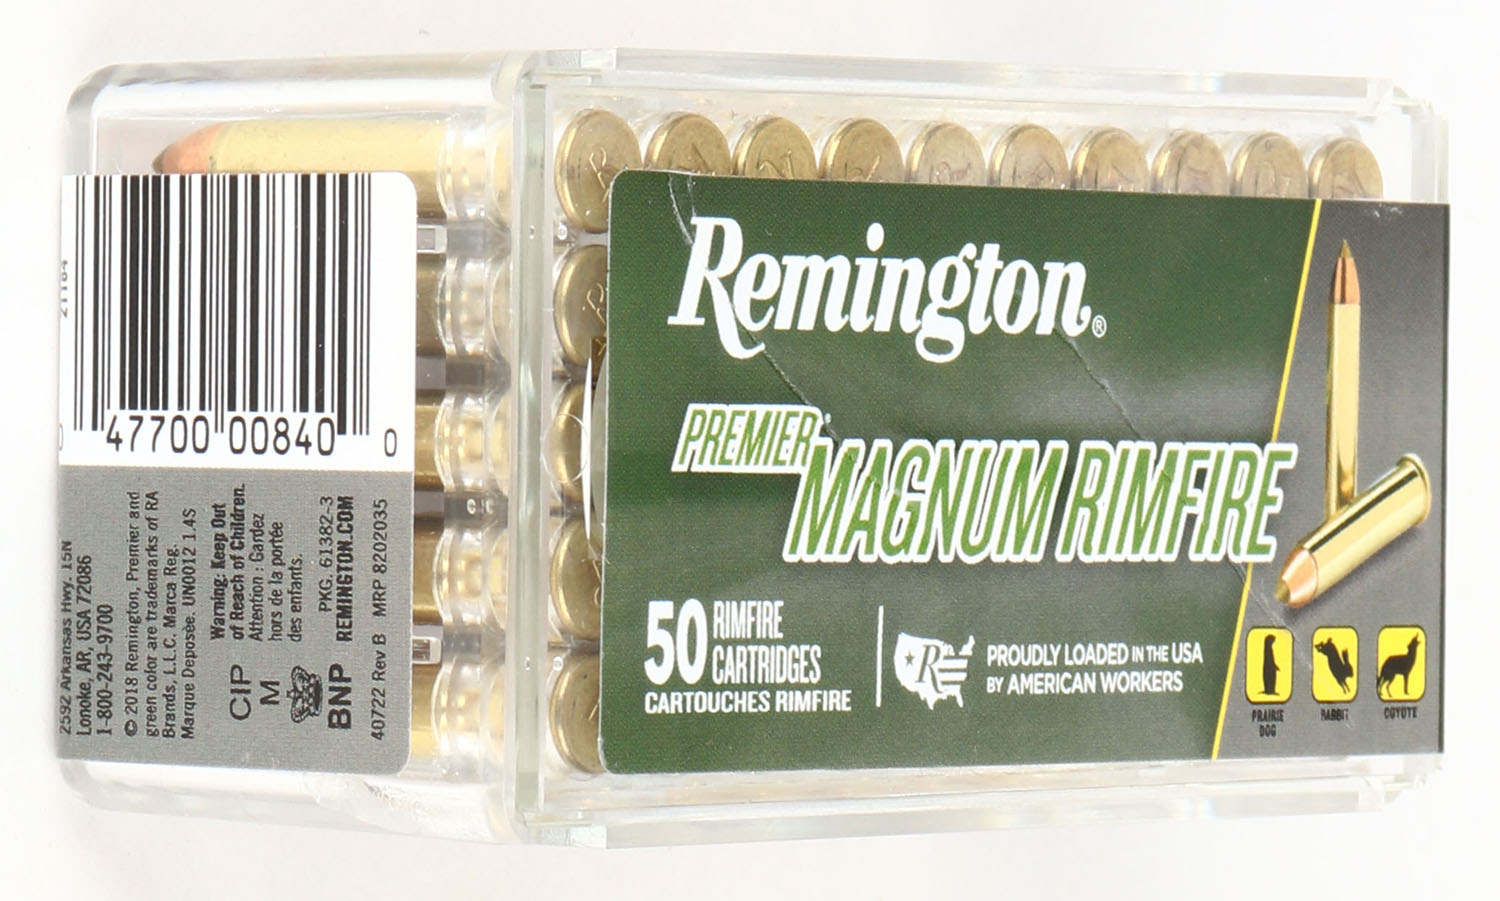 Remington®
PREMIER®
MAGNUM RIMFIRE
50 RIMFIRE
CARTRIDGES
CARTOUCHES RIMFIRE
R
PROUDLY LOADED IN THE USA
BY AMERICAN WORKERS
PRAIRIE
DOG
RABBIT
COYOTE
47700 00840 0
2592 Arkansas Hwy. 15N
Lonoke, AR, USA 72086
1-800-243-9700
© 2018 Remington, Premier and
green color are trademarks of RA
Brands, L.L.C. Marca Reg.
Marque Deposèe. UN0012 1.4S
Warning: Keep Out
of Reach of Children.
Attention : Gardez
hors de la portée
des enfants.
PKG. 61382-3
REMINGTON.COM
CIP
M
BNP
40722 Rev B MRP 8202035